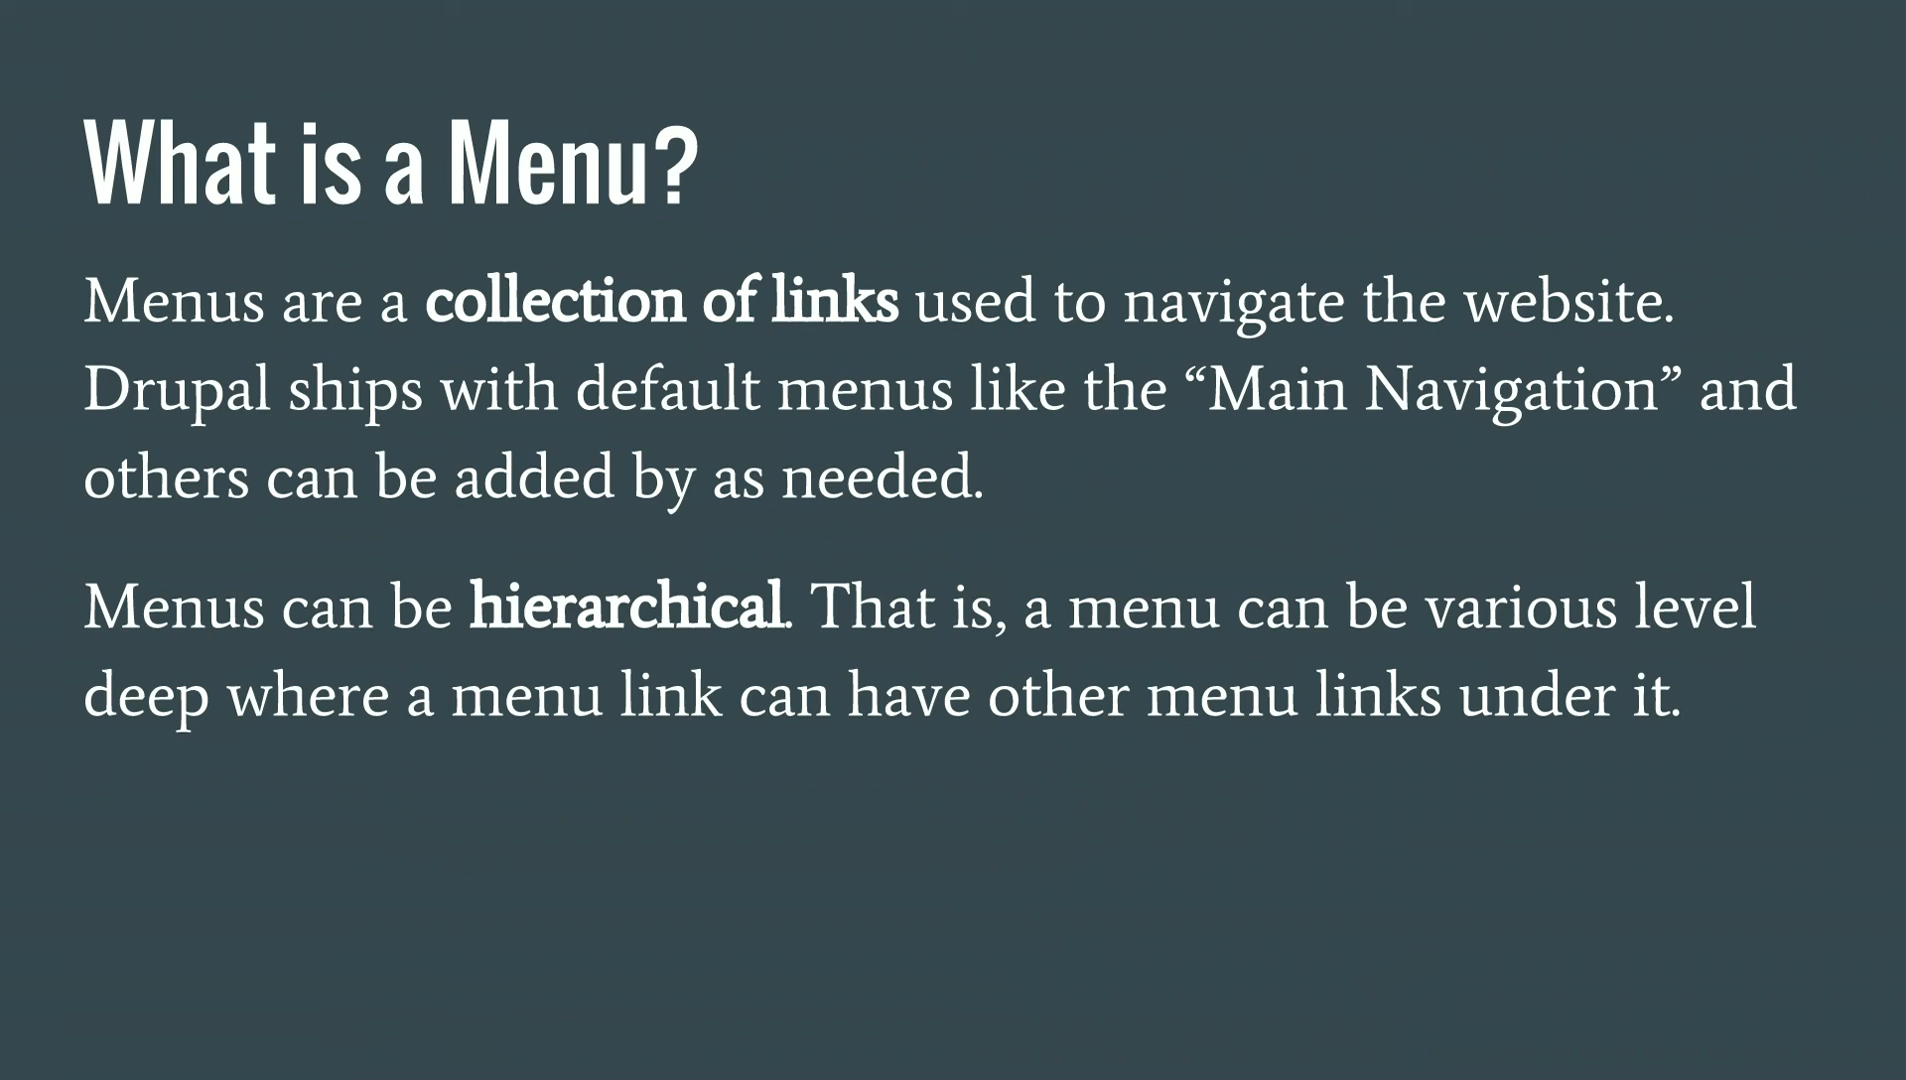 What is a Menu?
Menus are a collection of links used to navigate the website.
Drupal ships with default menus like the “Main Navigation” and
others can be added by as needed.
Menus can be hierarchical. That is, a menu can be various level
deep where a menu link can have other menu links under it.